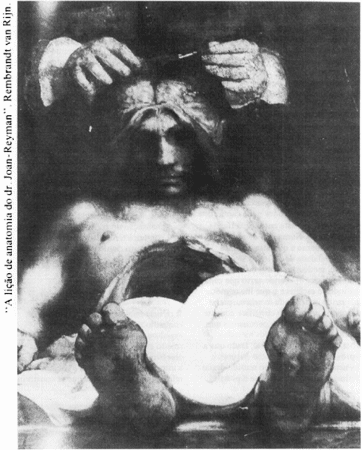 "A lição de anatomia do dr. Joan-Reyman". Rembrandt van Rijn.